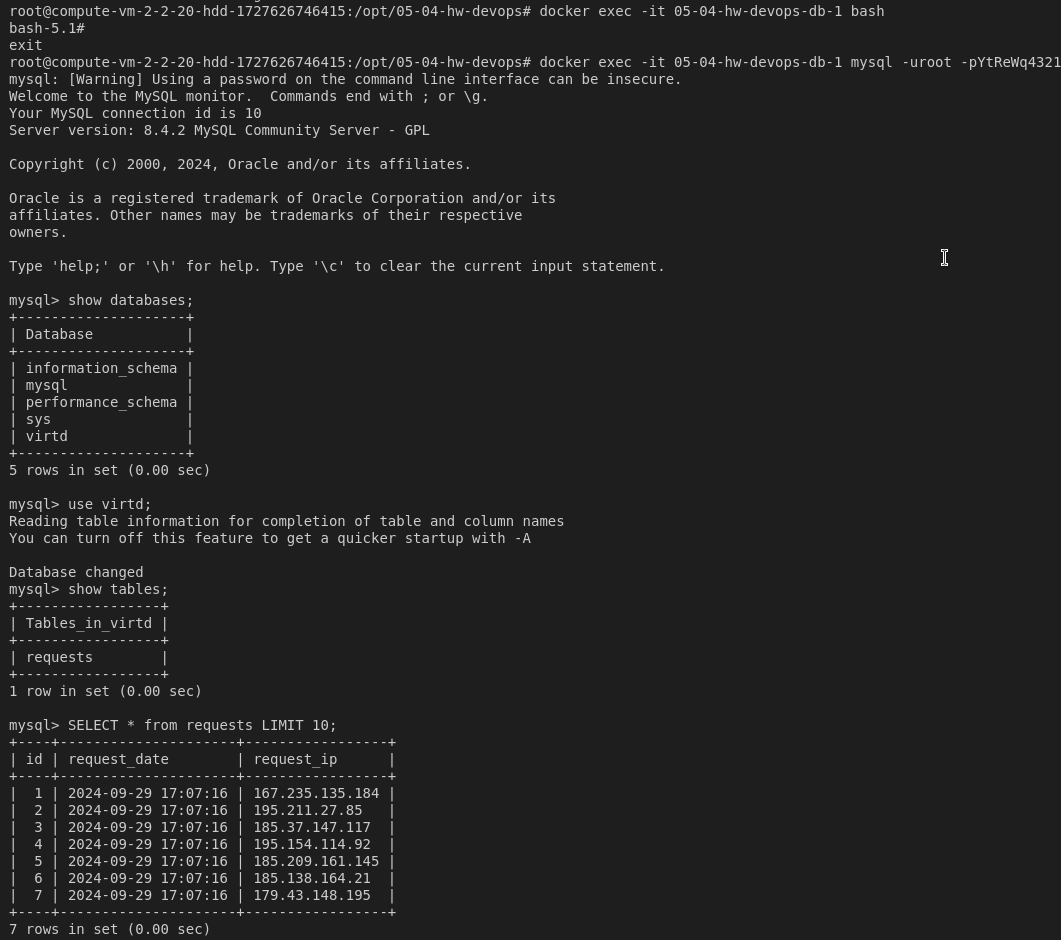 root@compute-vm-2-2-20-hdd-1727626746415:/opt/05-04-hw-devops# docker exec -it 05-04-hw-devops-db-1 bash
bash-5.1#
exit
root@compute-vm-2-2-20-hdd-1727626746415:/opt/05-04-hw-devops# docker exec -it 05-04-hw-devops-db-1 mysql -uroot -pYtReWq4321
mysql: [Warning] Using a password on the command line interface can be insecure.
Welcome to the MySQL monitor.  Commands end with ; or \g.
Your MySQL connection id is 10
Server version: 8.4.2 MySQL Community Server - GPL

Copyright (c) 2000, 2024, Oracle and/or its affiliates.

Oracle is a registered trademark of Oracle Corporation and/or its
affiliates. Other names may be trademarks of their respective
owners.

Type 'help;' or '\h' for help. Type '\c' to clear the current input statement.

mysql> show databases;
+--------------------+
| Database           |
+--------------------+
| information_schema |
| mysql              |
| performance_schema |
| sys                |
| virtd              |
+--------------------+
5 rows in set (0.00 sec)

mysql> use virtd;
Reading table information for completion of table and column names
You can turn off this feature to get a quicker startup with -A

Database changed
mysql> show tables;
+-----------------+
| Tables_in_virtd |
+-----------------+
| requests        |
+-----------------+
1 row in set (0.00 sec)

mysql> SELECT * from requests LIMIT 10;
+----+---------------------+-----------------+
| id | request_date        | request_ip      |
+----+---------------------+-----------------+
|  1 | 2024-09-29 17:07:16 | 167.235.135.184 |
|  2 | 2024-09-29 17:07:16 | 195.211.27.85   |
|  3 | 2024-09-29 17:07:16 | 185.37.147.117  |
|  4 | 2024-09-29 17:07:16 | 195.154.114.92  |
|  5 | 2024-09-29 17:07:16 | 185.209.161.145 |
|  6 | 2024-09-29 17:07:16 | 185.138.164.21  |
|  7 | 2024-09-29 17:07:16 | 179.43.148.195  |
+----+---------------------+-----------------+
7 rows in set (0.00 sec)